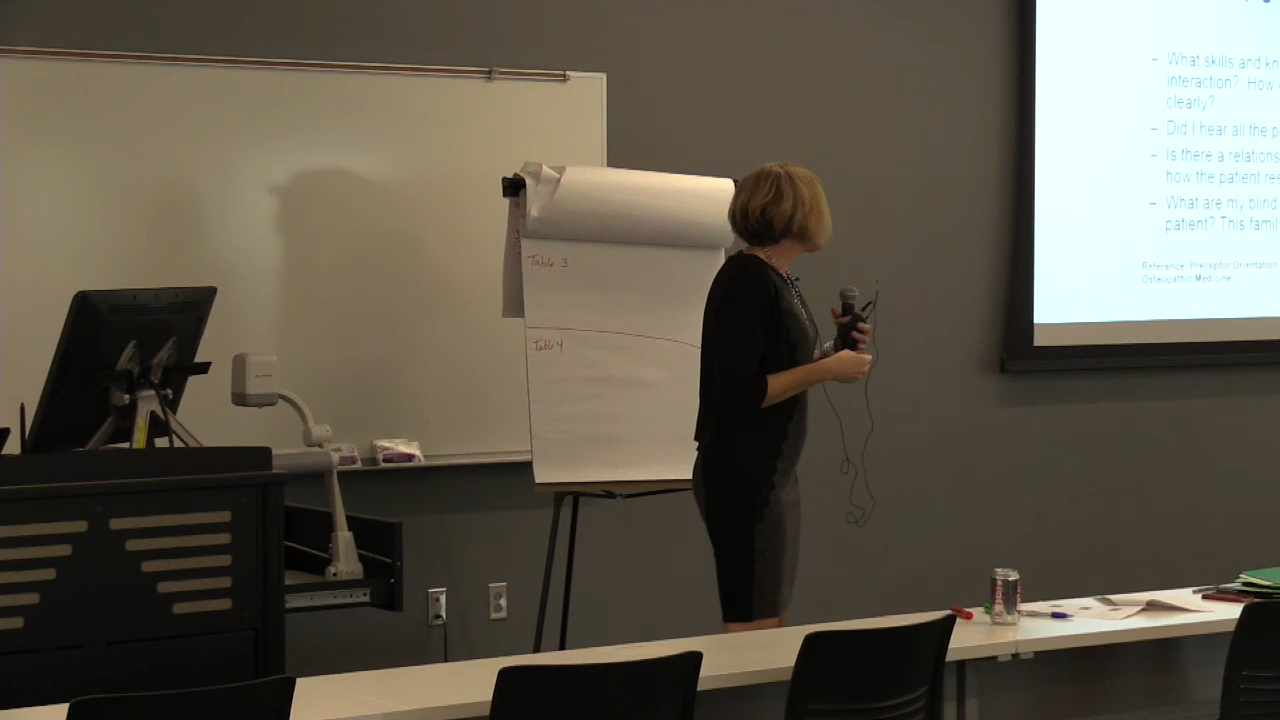 Table 3
Table 4
– What skills and kn
interaction? How
clearly?
– Did I hear all the p
– Is there a relations
how the patient res
– What are my blind
patient? This famil
Reference: Preceptor Orientation
Osteopathic Medicine